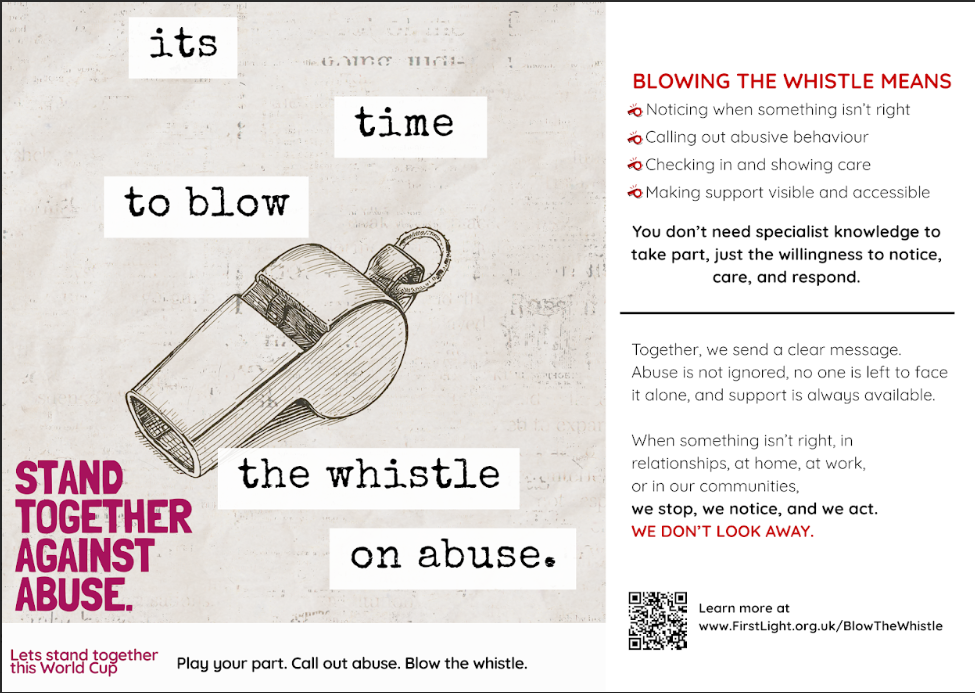 its
time
to blow
the whistle
on abuse.
STAND
TOGETHER
AGAINST
ABUSE.
Lets stand together
this World Cup
Play your part. Call out abuse. Blow the whistle.
BLOWING THE WHISTLE MEANS
Noticing when something isn't right
Calling out abusive behaviour
Checking in and showing care
Making support visible and accessible
You don't need specialist knowledge to
take part, just the willingness to notice,
care, and respond.
Together, we send a clear message.
Abuse is not ignored, no one is left to face
it alone, and support is always available.
When something isn't right, in
relationships, at home, at work,
or in our communities,
we stop, we notice, and we act.
WE DON'T LOOK AWAY.
Learn more at
www.FirstLight.org.uk/BlowTheWhistle